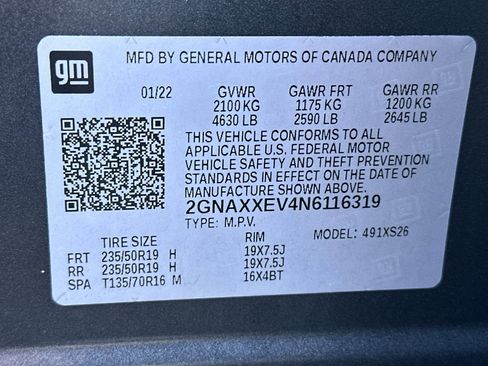 gm
MFD BY GENERAL MOTORS OF CANADA COMPANY
01/22 GVWR GAWR FRT GAWR RR
2100 KG 1175 KG 1200 KG
4630 LB 2590 LB 2645 LB
THIS VEHICLE CONFORMS TO ALL
APPLICABLE U.S. FEDERAL MOTOR
VEHICLE SAFETY AND THEFT PREVENTION
STANDARDS IN EFFECT ON THE DATE OF
MANUFACTURE SHOWN ABOVE.
2GNAXXEV4N6116319
TYPE: M.P.V. MODEL: 491XS26
TIRE SIZE RIM
FRT 235/50R19 H 19X7.5J
RR 235/50R19 H 19X7.5J
SPA T135/70R16 M 16X4BT